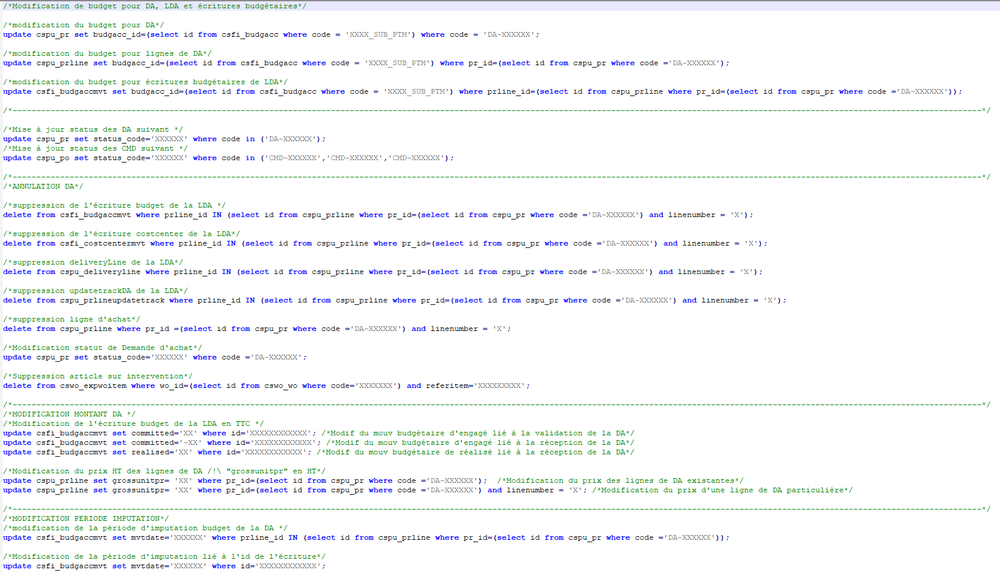 /*Modification de budget pour DA, LDA et écritures budgétaires*/
/*modification du budget pour DA*/
update cspu_pr set budgacc_id=(select id from csfi_budgacc where code = 'XXXX_SUB_PTM') where code = 'DA-XXXXXX';
/*modification du budget pour lignes de DA*/
update cspu_prline set budgacc_id=(select id from csfi_budgacc where code = 'XXXX_SUB_PTM') where pr_id=(select id from cspu_pr where code ='DA-XXXXXX');
/*modification du budget pour écritures budgétaires de LDA*/
update csfi_budgaccmvt set budgacc_id=(select id from csfi_budgacc where code = 'XXXX_SUB_PTM') where prline_id=(select id from cspu_prline where pr_id=(select id from cspu_pr where code ='DA-XXXXXX'));
/*------------------------------------------------------------------------------------------------------------------------------------------------------------------------------------------------------------*/
/*Mise à jour status des DA suivant */
update cspu_pr set status_code='XXXXXX' where code in ('DA-XXXXXX');
/*Mise à jour status des CMD suivant */
update cspu_po set status_code='XXXXXX' where code in ('CMD-XXXXXX','CMD-XXXXXX','CMD-XXXXXX');
/*------------------------------------------------------------------------------------------------------------------------------------------------------------------------------------------------------------*/
/*ANNULATION DA*/
/*suppression de l'écriture budget de la LDA */
delete from csfi_budgaccmvt where prline_id IN (select id from cspu_prline where pr_id=(select id from cspu_pr where code ='DA-XXXXXX') and linenumber = 'X');
/*suppression de l'écriture costcenter de la LDA*/
delete from csfi_costcentermvt where prline_id IN (select id from cspu_prline where pr_id=(select id from cspu_pr where code ='DA-XXXXXX') and linenumber = 'X');
/*suppression deliveryLine de la LDA*/
delete from cspu_deliveryline where prline_id IN (select id from cspu_prline where pr_id=(select id from cspu_pr where code ='DA-XXXXXX') and linenumber = 'X');
/*suppression updatetrackDA de la LDA*/
delete from cspu_prlineupdatetrack where prline_id IN (select id from cspu_prline where pr_id=(select id from cspu_pr where code ='DA-XXXXXX') and linenumber = 'X');
/*suppression ligne d'achat*/
delete from cspu_prline where pr_id =(select id from cspu_pr where code ='DA-XXXXXX') and linenumber = 'X';
/*Modification statut de Demande d'achat*/
update cspu_pr set status_code='XXXXXX' where code ='DA-XXXXXX';
/*Suppression article sur intervention*/
delete from cswo_expwoitem where wo_id=(select id from cswo_wo where code='XXXXXXX') and referitem='XXXXXXXXX';
/*------------------------------------------------------------------------------------------------------------------------------------------------------------------------------------------------------------*/
/*MODIFICATION MONTANT DA */
/*Modification de l'écriture budget de la LDA en TTC */
update csfi_budgaccmvt set committed='XX' where id='XXXXXXXXXXXX'; /*Modif du mouv budgétaire d'engagé lié à la validation de la DA*/
update csfi_budgaccmvt set committed='-XX' where id='XXXXXXXXXXXX'; /*Modif du mouv budgétaire d'engagé lié à la réception de la DA*/
update csfi_budgaccmvt set realised='XX' where id='XXXXXXXXXXXX'; /*Modif du mouv budgétaire de réalisé lié à la réception de la DA*/
/*Modification du prix HT des lignes de DA /!\ "grossunitpr" en HT*/
update cspu_prline set grossunitpr= 'XX' where pr_id=(select id from cspu_pr where code ='DA-XXXXXX');  /*Modification du prix des lignes de DA existantes*/
update cspu_prline set grossunitpr= 'XX' where pr_id=(select id from cspu_pr where code ='DA-XXXXXX') and linenumber = 'X'; /*Modification du prix d'une ligne de DA particulière*/
/*------------------------------------------------------------------------------------------------------------------------------------------------------------------------------------------------------------*/
/*MODIFICATION PERIODE IMPUTATION*/
/*modification de la période d'imputation budget de la DA */
update csfi_budgaccmvt set mvtdate='XXXXXX' where prline_id IN (select id from cspu_prline where pr_id=(select id from cspu_pr where code ='DA-XXXXXX'));
/*Modification de la période d'imputation lié à l'id de l'écriture*/
update csfi_budgaccmvt set mvtdate='XXXXXX' where id='XXXXXXXXXXXX';